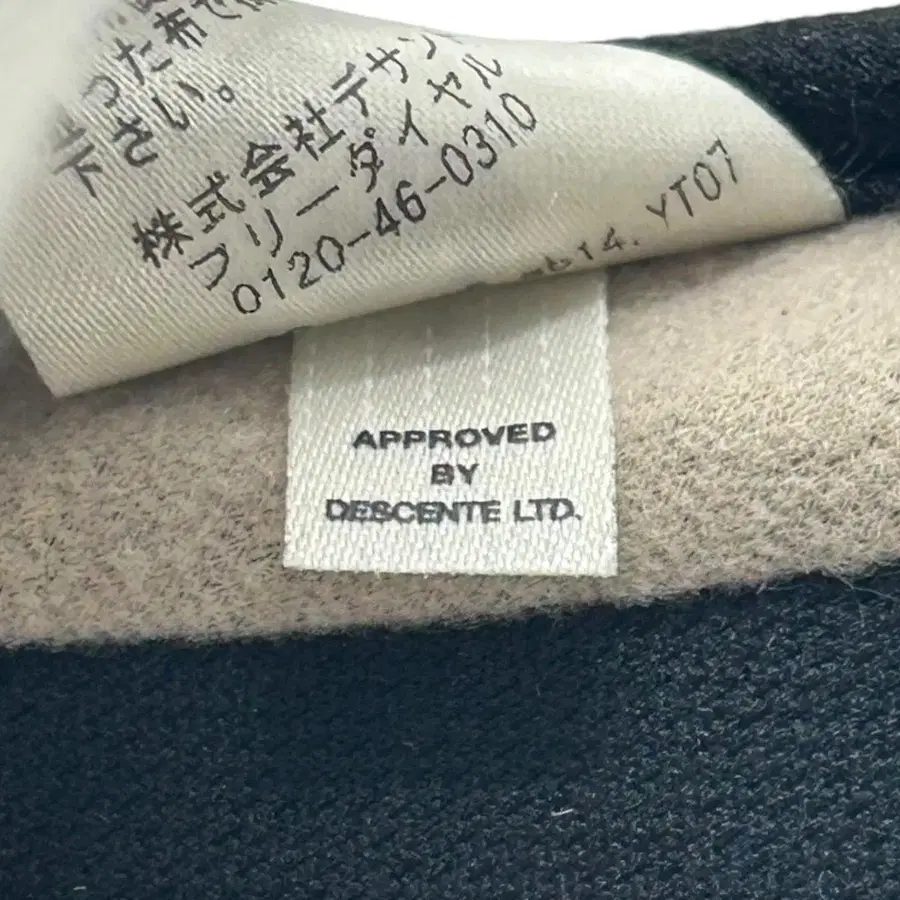 った布で
下さい。
株式会社デサン
フリーダイヤル
0120-46-0310
614. YT07
APPROVED
BY
DESCENTE LTD.